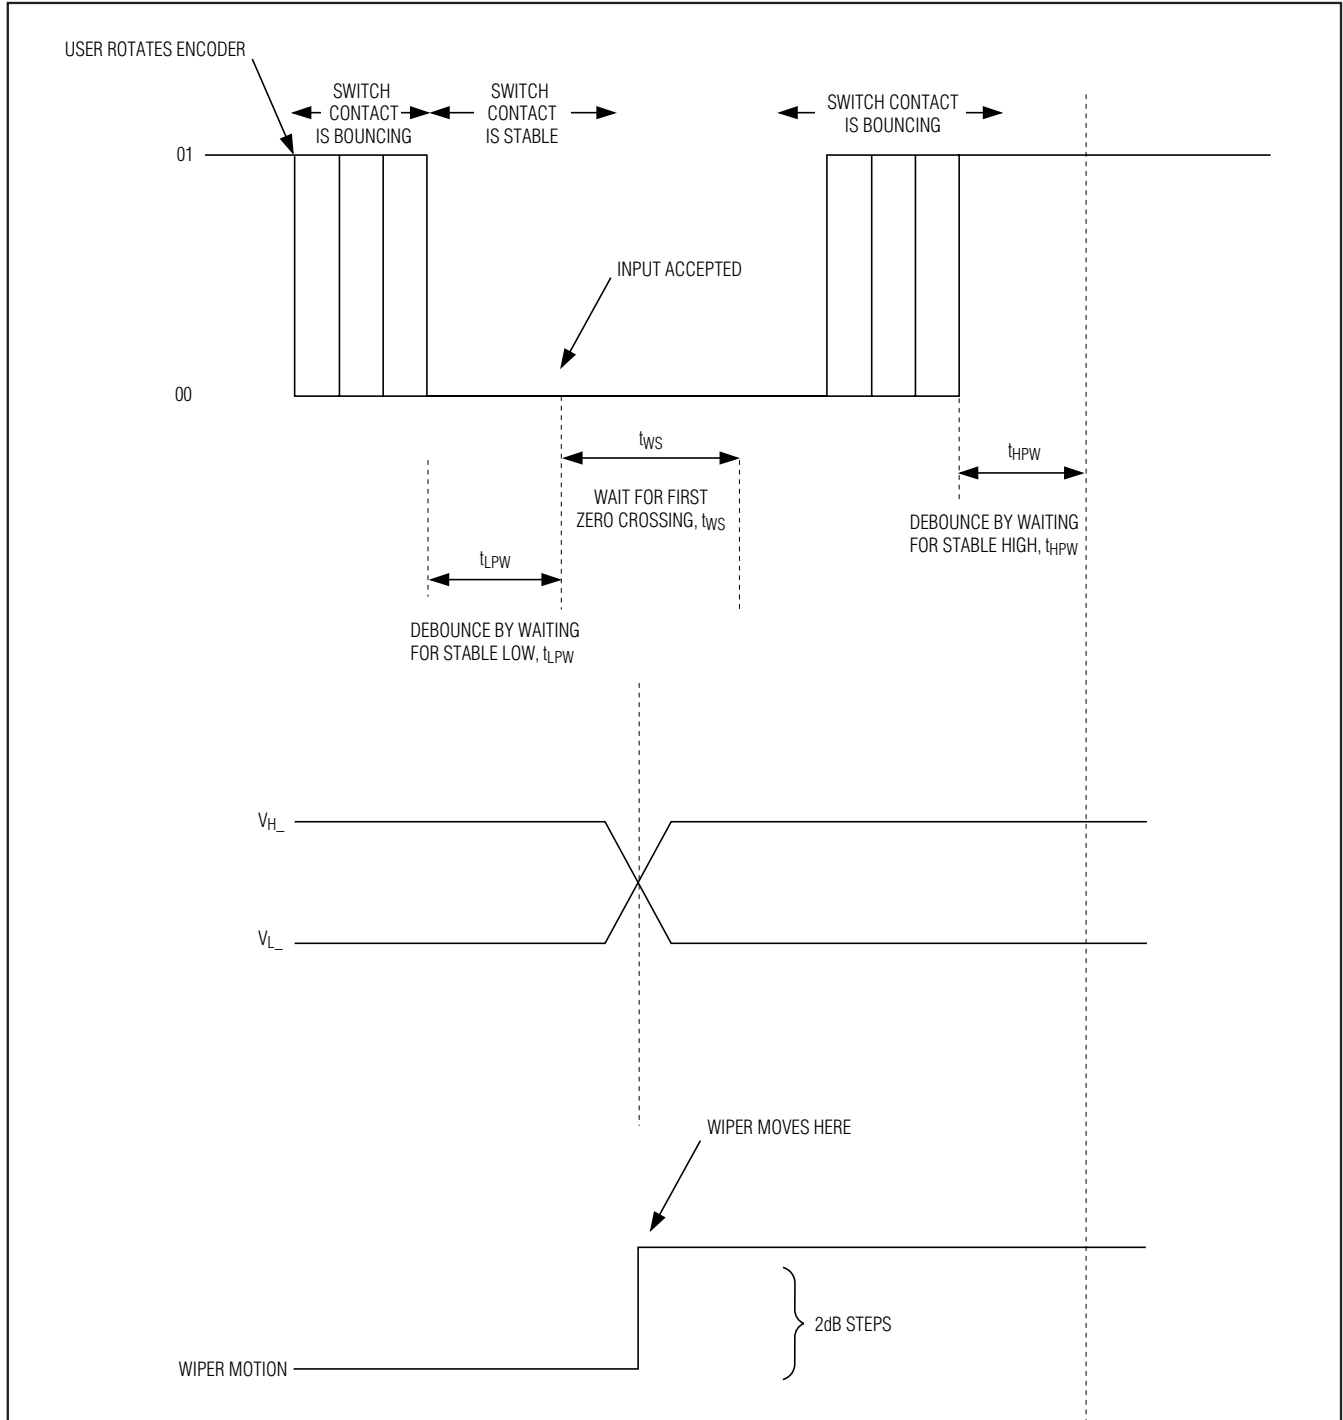 USER ROTATES ENCODER
SWITCH
CONTACT
IS BOUNCING
SWITCH
CONTACT
IS STABLE
SWITCH CONTACT
IS BOUNCING
01
INPUT ACCEPTED
00
tWS
WAIT FOR FIRST
ZERO CROSSING, tWS
tHPW
DEBOUNCE BY WAITING
FOR STABLE HIGH, tHPW
tLPW
DEBOUNCE BY WAITING
FOR STABLE LOW, tLPW
VH_
VL_
WIPER MOVES HERE
2dB STEPS
WIPER MOTION